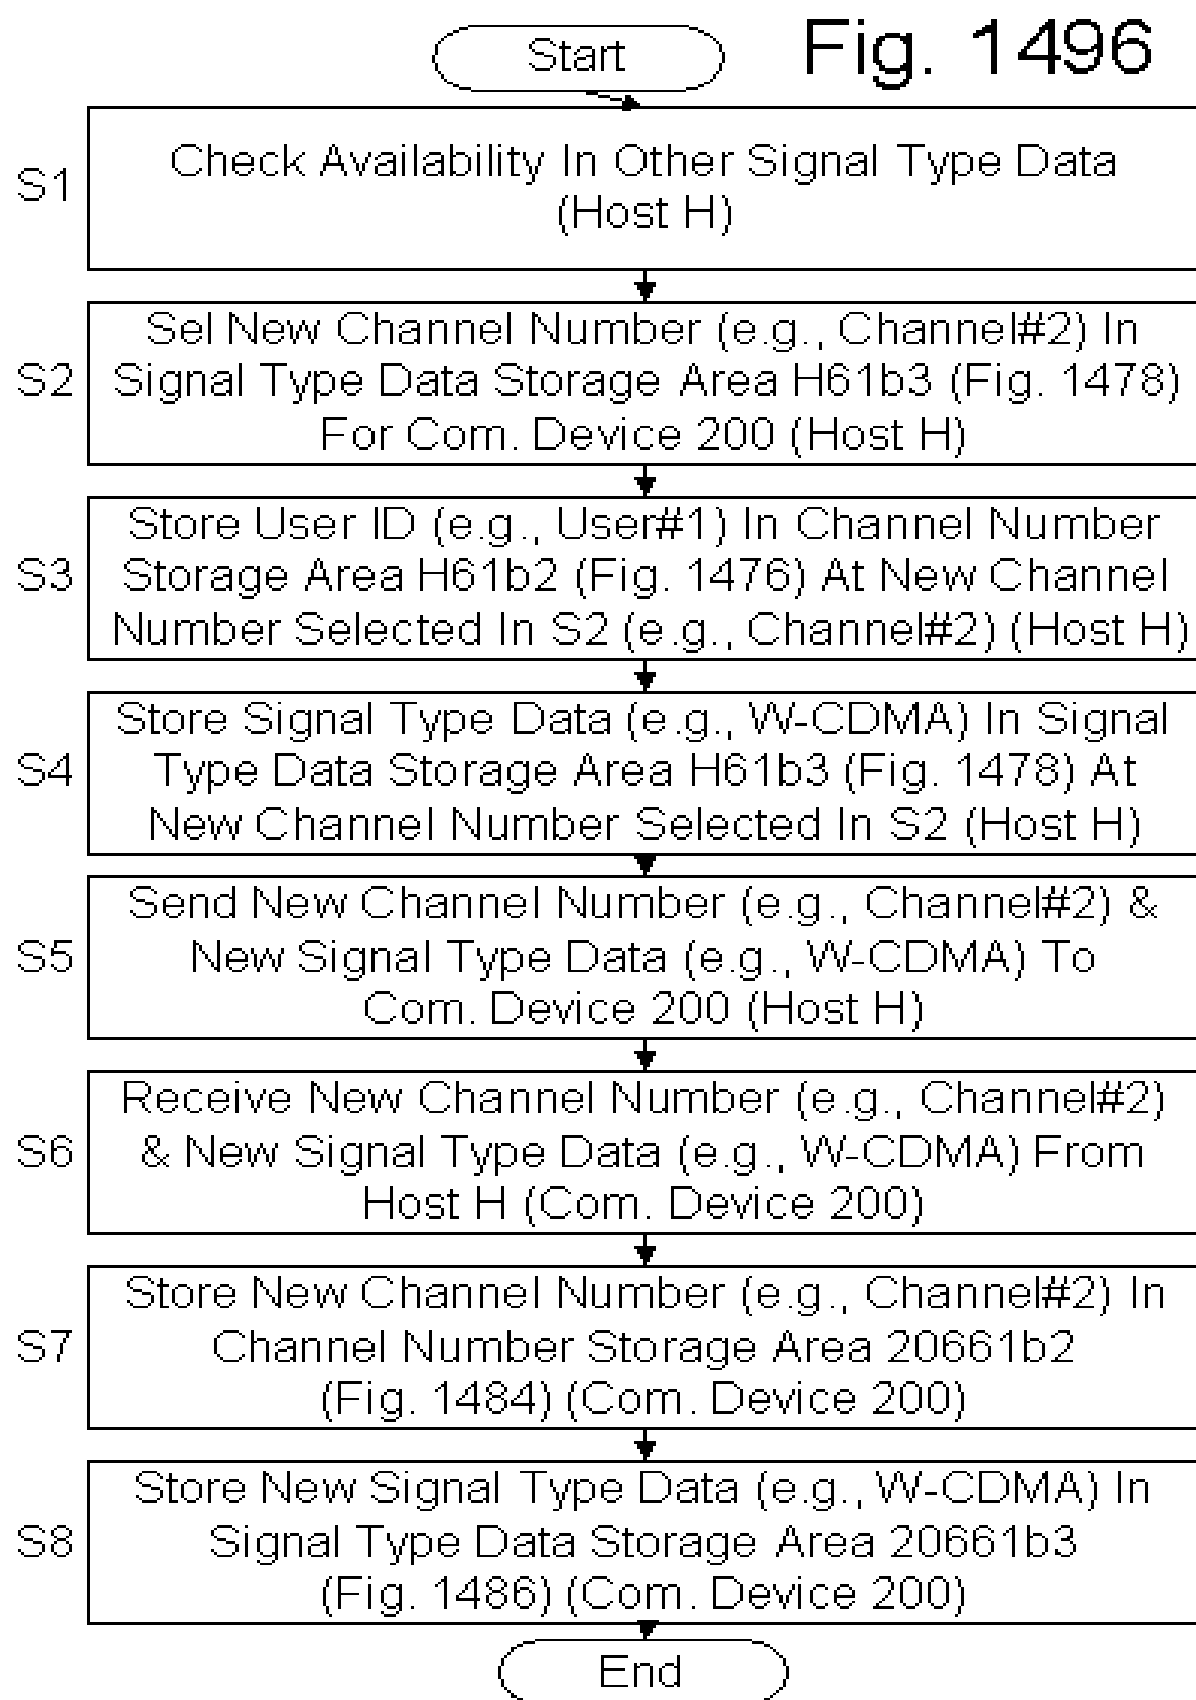 Start
Fig. 1496
S1
Check Availability In Other Signal Type Data
(Host H)
S2
Sel New Channel Number (e.g., Channel#2) In
Signal Type Data Storage Area H61b3 (Fig. 1478)
For Com. Device 200 (Host H)
S3
Store User ID (e.g., User#1) In Channel Number
Storage Area H61b2 (Fig. 1476) At New Channel
Number Selected In S2 (e.g., Channel#2) (Host H)
S4
Store Signal Type Data (e.g., W-CDMA) In Signal
Type Data Storage Area H61b3 (Fig. 1478) At
New Channel Number Selected In S2 (Host H)
S5
Send New Channel Number (e.g., Channel#2) &
New Signal Type Data (e.g., W-CDMA) To
Com. Device 200 (Host H)
S6
Receive New Channel Number (e.g., Channel#2)
& New Signal Type Data (e.g., W-CDMA) From
Host H (Com. Device 200)
S7
Store New Channel Number (e.g., Channel#2) In
Channel Number Storage Area 20661b2
(Fig. 1484) (Com. Device 200)
S8
Store New Signal Type Data (e.g., W-CDMA) In
Signal Type Data Storage Area 20661b3
(Fig. 1486) (Com. Device 200)
End